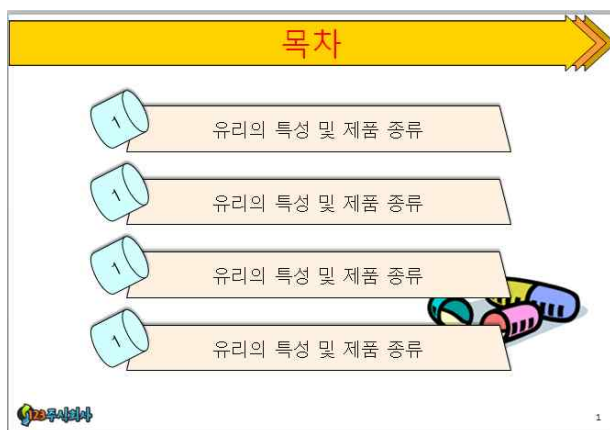 목차
1
유리의 특성 및 제품 종류
1
유리의 특성 및 제품 종류
1
유리의 특성 및 제품 종류
1
유리의 특성 및 제품 종류
123주식회사
1